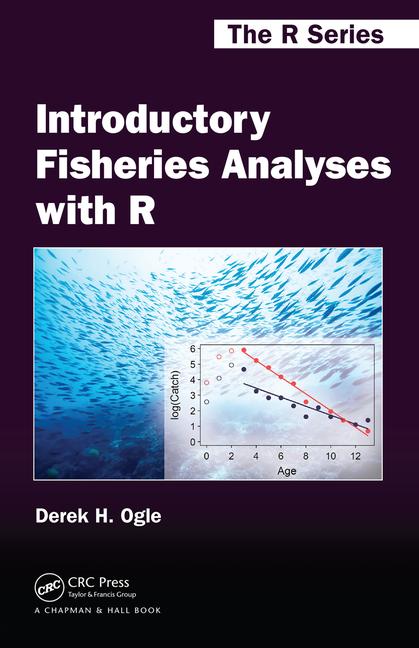 The R Series
Introductory
Fisheries Analyses
with R
6
5
4
3
2
1
0
log(Catch)
0 2 4 6 8 10 12
Age
Derek H. Ogle
CRC
CRC Press
Taylor & Francis Group
A CHAPMAN & HALL BOOK